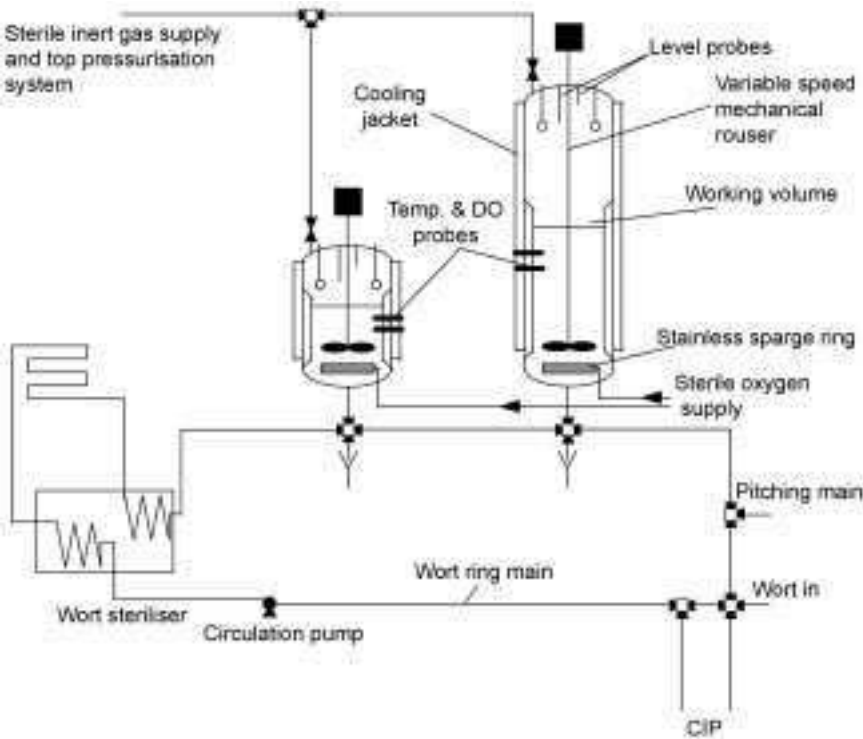 Sterile inert gas supply
and top pressurisation
system
Level probes
Cooling
jacket
Variable speed
mechanical
rouser
Temp. & DO
probes
Working volume
Stainless sparge ring
Sterile oxygen
supply
Pitching main
Wort ring main
Wort in
Wort steriliser
Circulation pump
CIP